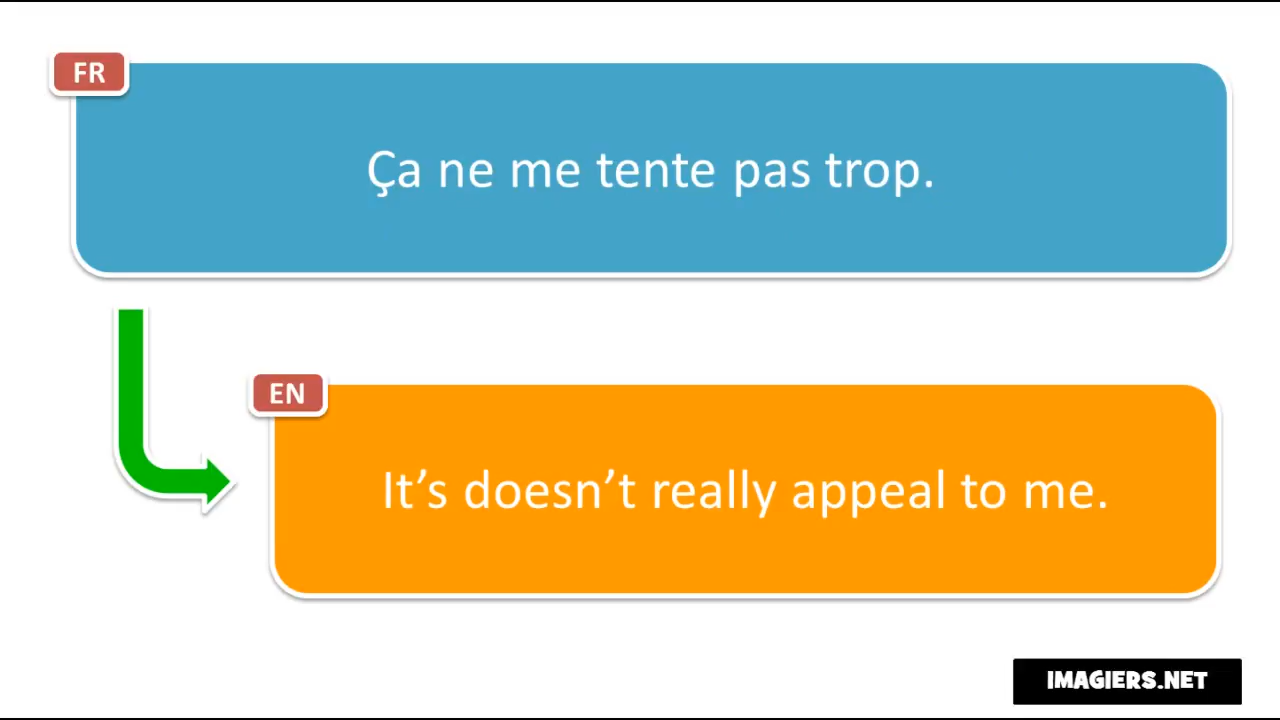 FR
Ça ne me tente pas trop.
EN
It’s doesn’t really appeal to me.
IMAGIERS.NET